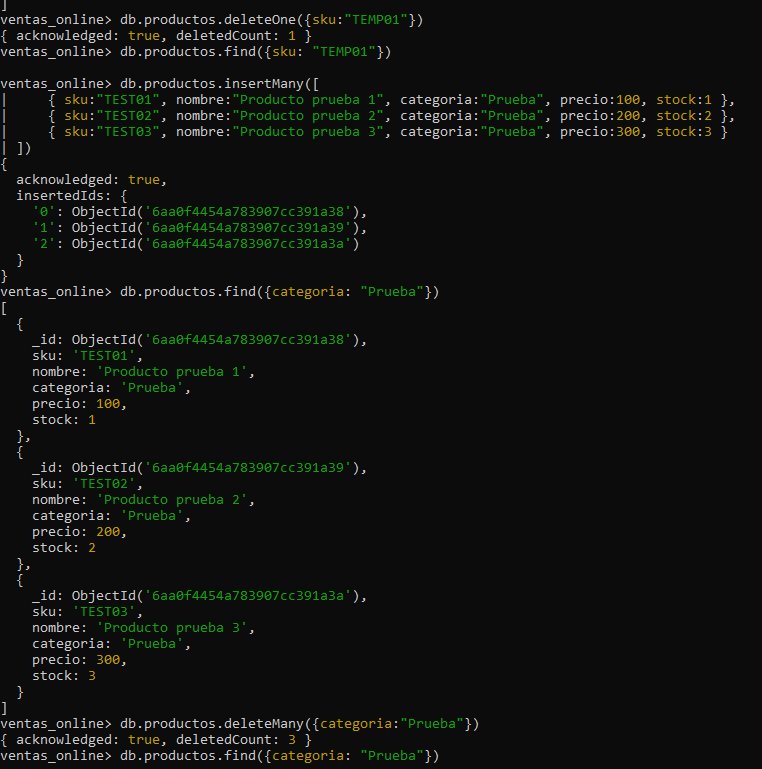 ]
ventas_online> db.productos.deleteOne({sku:"TEMP01"})
{ acknowledged: true, deletedCount: 1 }
ventas_online> db.productos.find({sku: "TEMP01"})

ventas_online> db.productos.insertMany([
|     { sku:"TEST01", nombre:"Producto prueba 1", categoria:"Prueba", precio:100, stock:1 },
|     { sku:"TEST02", nombre:"Producto prueba 2", categoria:"Prueba", precio:200, stock:2 },
|     { sku:"TEST03", nombre:"Producto prueba 3", categoria:"Prueba", precio:300, stock:3 }
| ])
{
  acknowledged: true,
  insertedIds: {
    '0': ObjectId('6aa0f4454a783907cc391a38'),
    '1': ObjectId('6aa0f4454a783907cc391a39'),
    '2': ObjectId('6aa0f4454a783907cc391a3a')
  }
}
ventas_online> db.productos.find({categoria: "Prueba"})
[
  {
    _id: ObjectId('6aa0f4454a783907cc391a38'),
    sku: 'TEST01',
    nombre: 'Producto prueba 1',
    categoria: 'Prueba',
    precio: 100,
    stock: 1
  },
  {
    _id: ObjectId('6aa0f4454a783907cc391a39'),
    sku: 'TEST02',
    nombre: 'Producto prueba 2',
    categoria: 'Prueba',
    precio: 200,
    stock: 2
  },
  {
    _id: ObjectId('6aa0f4454a783907cc391a3a'),
    sku: 'TEST03',
    nombre: 'Producto prueba 3',
    categoria: 'Prueba',
    precio: 300,
    stock: 3
  }
]
ventas_online> db.productos.deleteMany({categoria:"Prueba"})
{ acknowledged: true, deletedCount: 3 }
ventas_online> db.productos.find({categoria: "Prueba"})